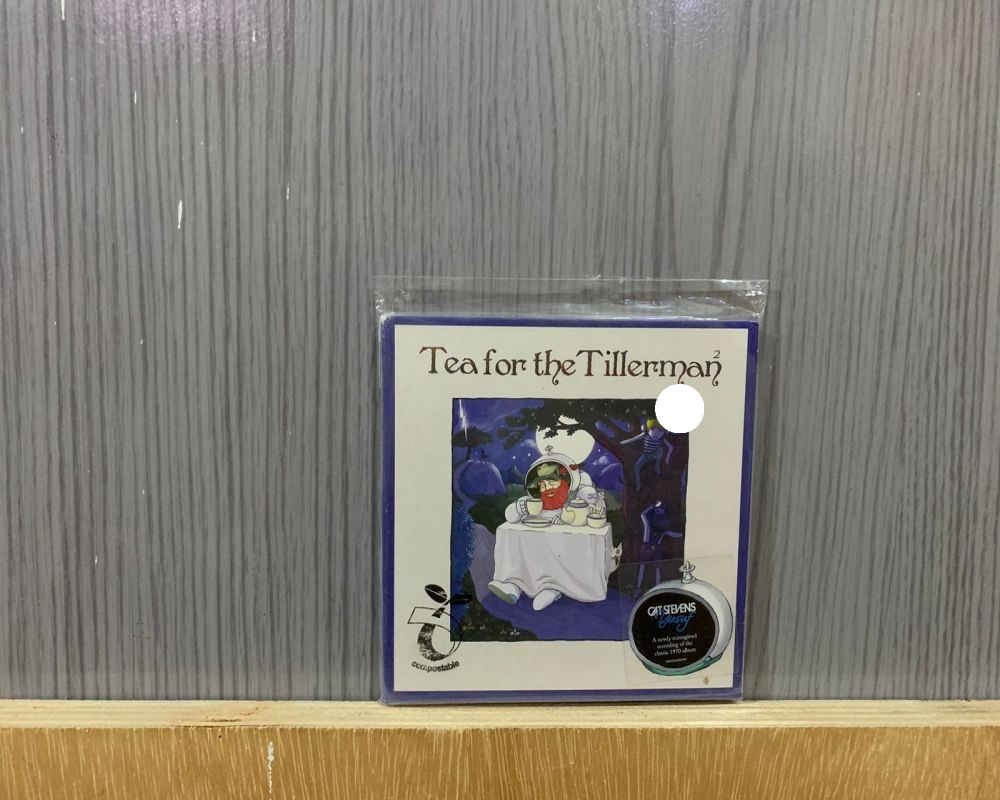 Tea for the Tillerman²
CAT STEVENS
Yusuf
A newly reimagined
recording of the
classic 1970 album
compostable